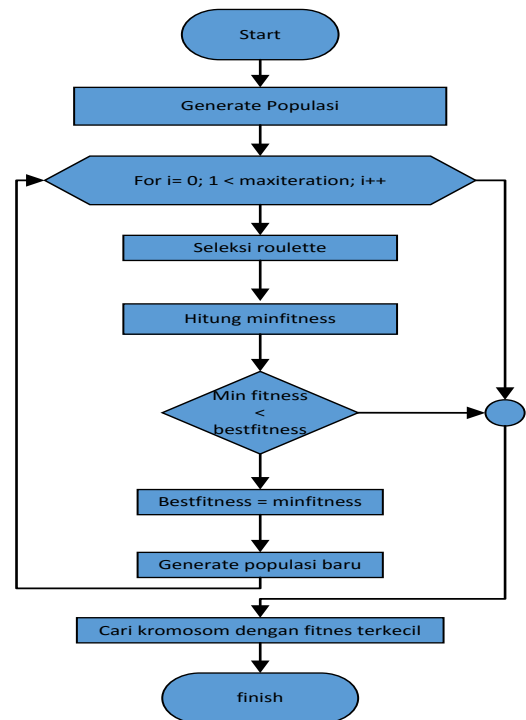 Start
Generate Populasi
For i= 0; 1 < maxiteration; i++
Seleksi roulette
Hitung minfitness
Min fitness
<
bestfitness
Bestfitness = minfitness
Generate populasi baru
Cari kromosom dengan fitnes terkecil
finish